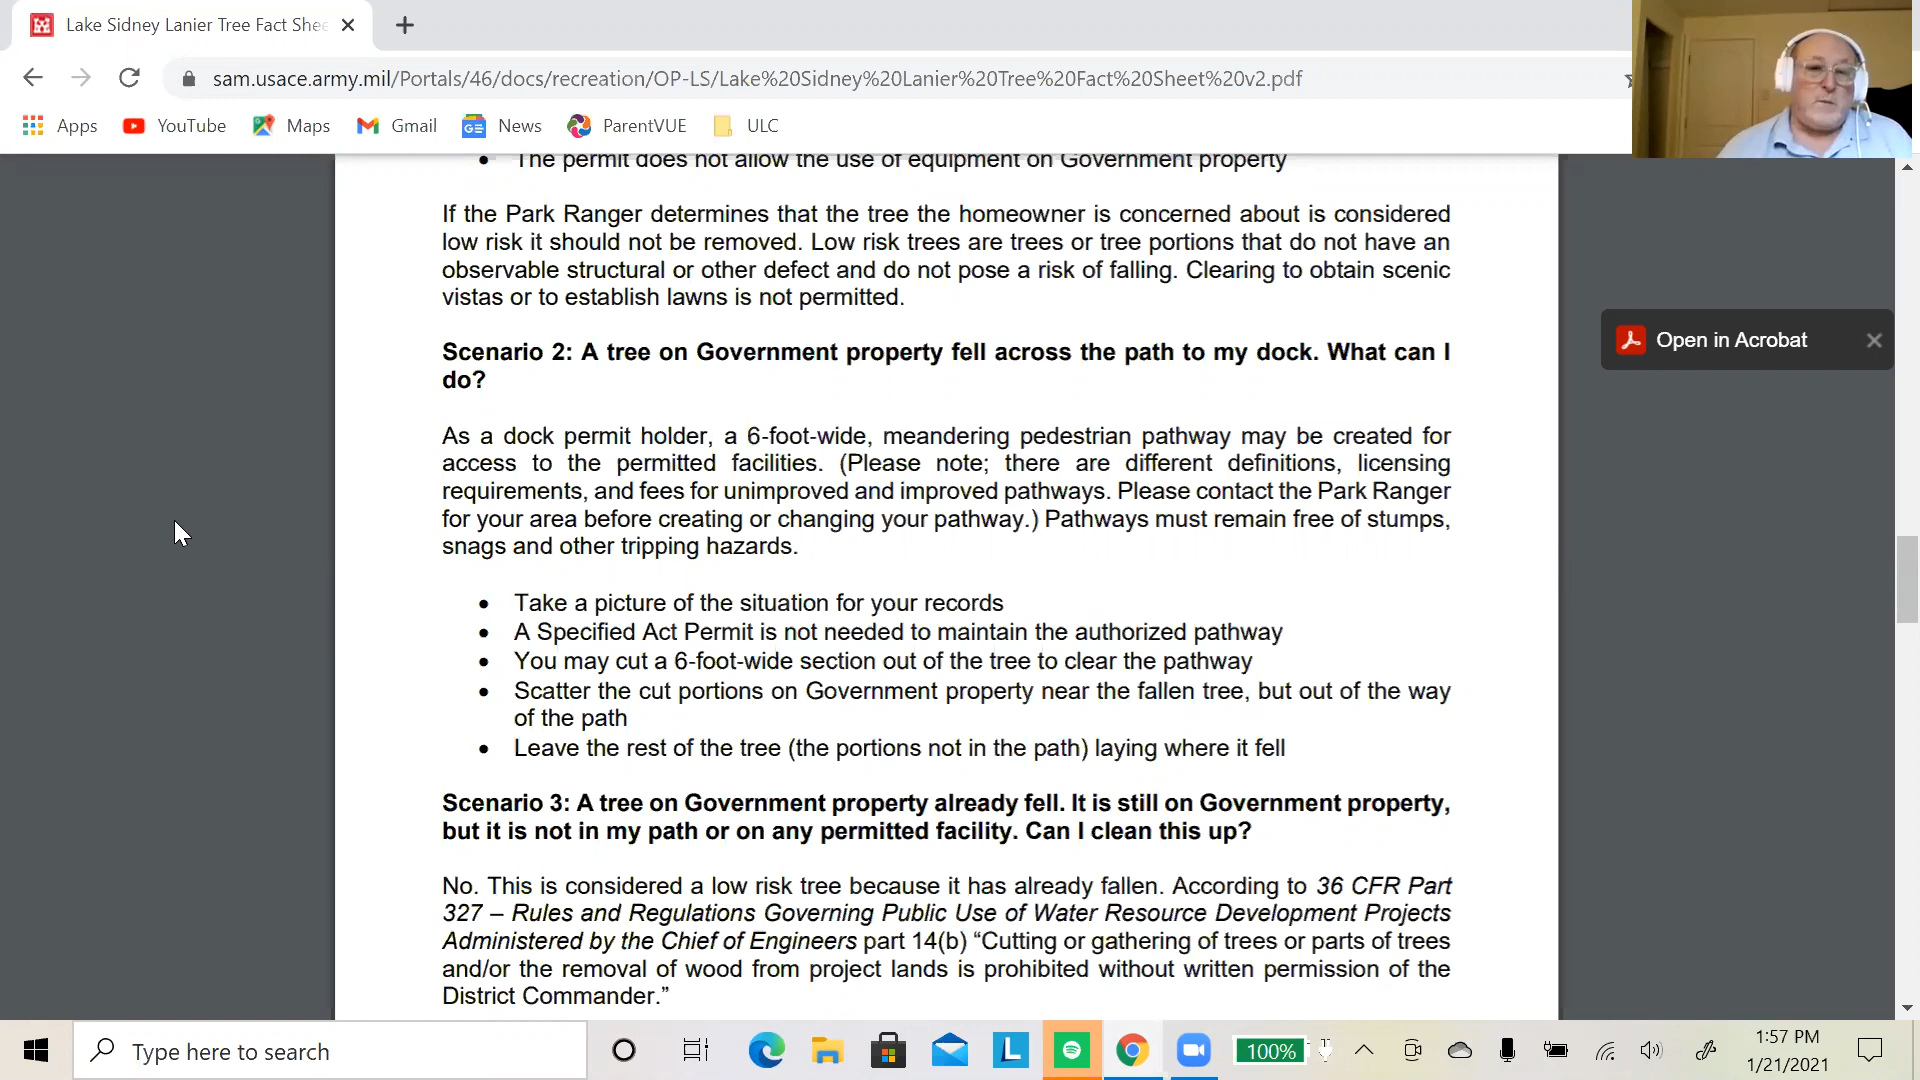 Lake Sidney Lanier Tree Fact Shee
sam.usace.army.mil/Portals/46/docs/recreation/OP-LS/Lake%20Sidney%20Lanier%20Tree%20Fact%20Sheet%20v2.pdf
Apps YouTube Maps Gmail News ParentVUE ULC
• The permit does not allow the use of equipment on Government property
If the Park Ranger determines that the tree the homeowner is concerned about is considered
low risk it should not be removed. Low risk trees are trees or tree portions that do not have an
observable structural or other defect and do not pose a risk of falling. Clearing to obtain scenic
vistas or to establish lawns is not permitted.
Open in Acrobat
Scenario 2: A tree on Government property fell across the path to my dock. What can I
do?
As a dock permit holder, a 6-foot-wide, meandering pedestrian pathway may be created for
access to the permitted facilities. (Please note; there are different definitions, licensing
requirements, and fees for unimproved and improved pathways. Please contact the Park Ranger
for your area before creating or changing your pathway.) Pathways must remain free of stumps,
snags and other tripping hazards.
• Take a picture of the situation for your records
• A Specified Act Permit is not needed to maintain the authorized pathway
• You may cut a 6-foot-wide section out of the tree to clear the pathway
• Scatter the cut portions on Government property near the fallen tree, but out of the way
of the path
• Leave the rest of the tree (the portions not in the path) laying where it fell
Scenario 3: A tree on Government property already fell. It is still on Government property,
but it is not in my path or on any permitted facility. Can I clean this up?
No. This is considered a low risk tree because it has already fallen. According to 36 CFR Part
327 – Rules and Regulations Governing Public Use of Water Resource Development Projects
Administered by the Chief of Engineers part 14(b) “Cutting or gathering of trees or parts of trees
and/or the removal of wood from project lands is prohibited without written permission of the
District Commander.”
Type here to search
L
100%
1:57 PM
1/21/2021